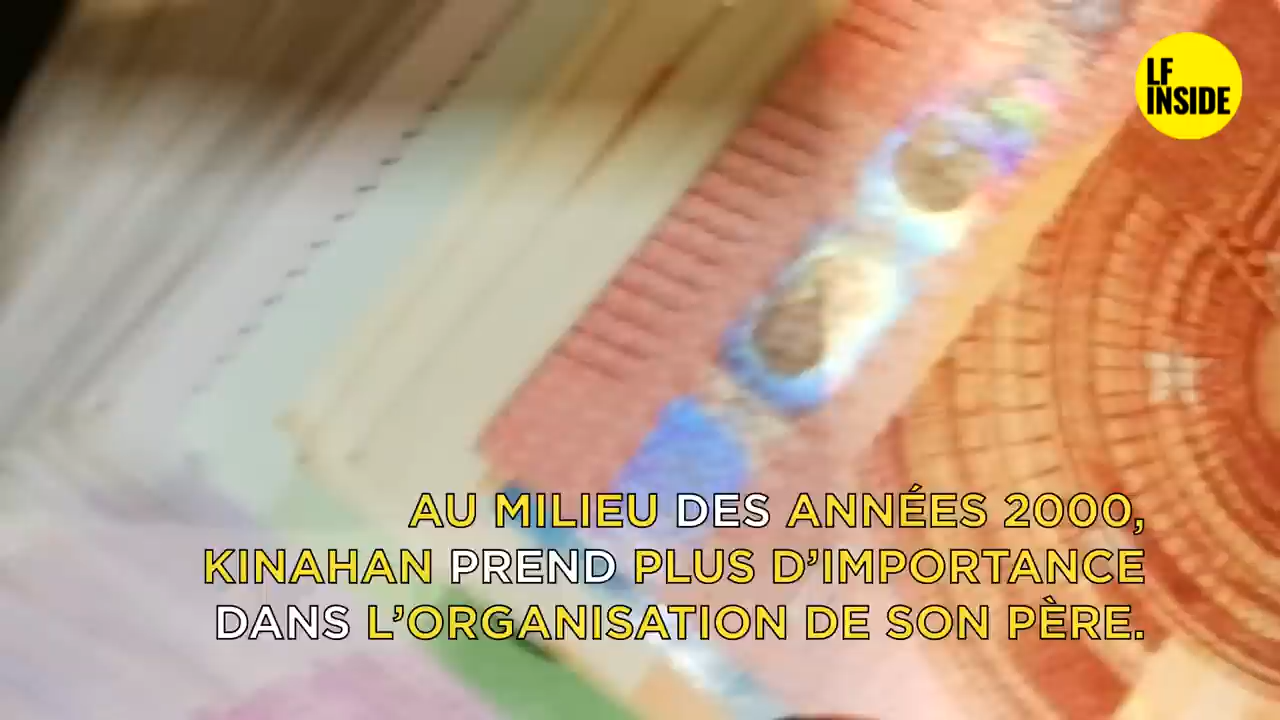 LF
INSIDE
AU MILIEU DES ANNÉES 2000,
KINAHAN PREND PLUS D'IMPORTANCE
DANS L'ORGANISATION DE SON PÈRE.